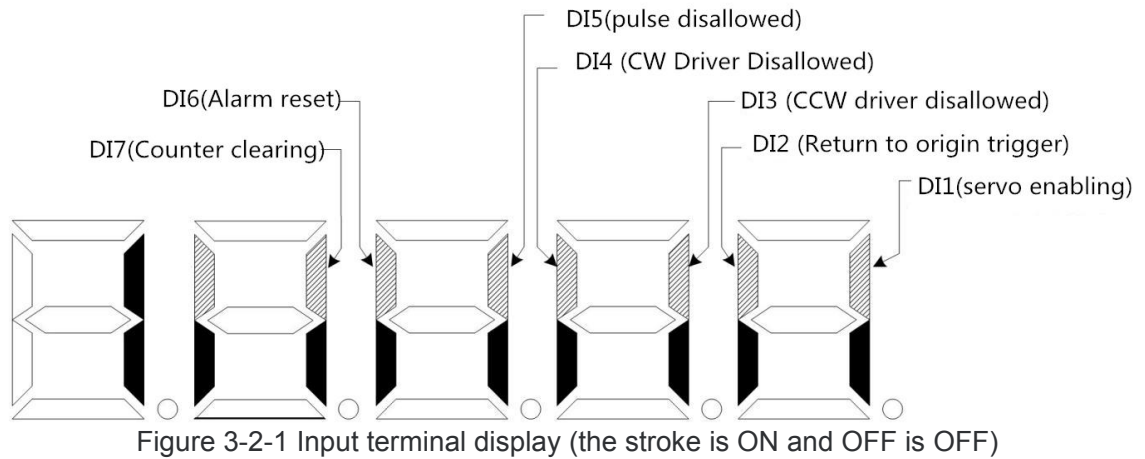 DI5(pulse disallowed)
DI4 (CW Driver Disallowed)
DI6(Alarm reset)
DI3 (CCW driver disallowed)
DI7(Counter clearing)
DI2 (Return to origin trigger)
DI1(servo enabling)
Figure 3-2-1 Input terminal display (the stroke is ON and OFF is OFF)